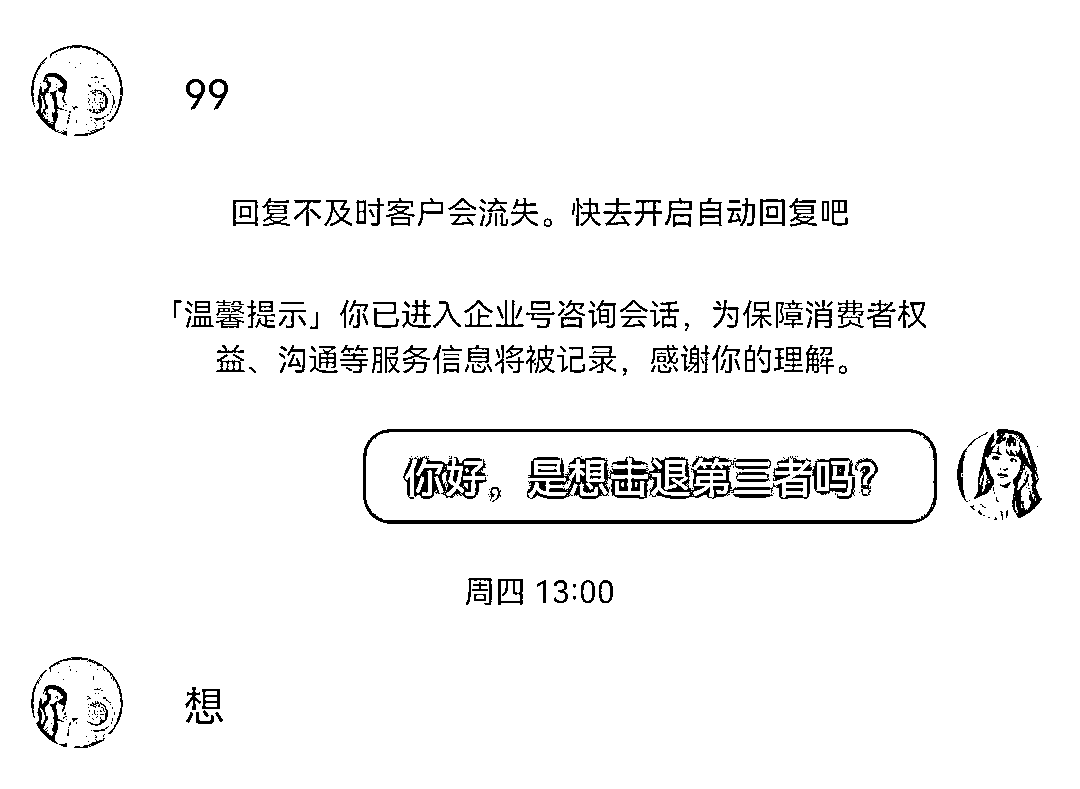 99
回复不及时客户会流失。快去开启自动回复吧
「温馨提示」你已进入企业号咨询会话，为保障消费者权
益、沟通等服务信息将被记录，感谢你的理解。
你好，是想击退第三者吗？
周四 13:00
想